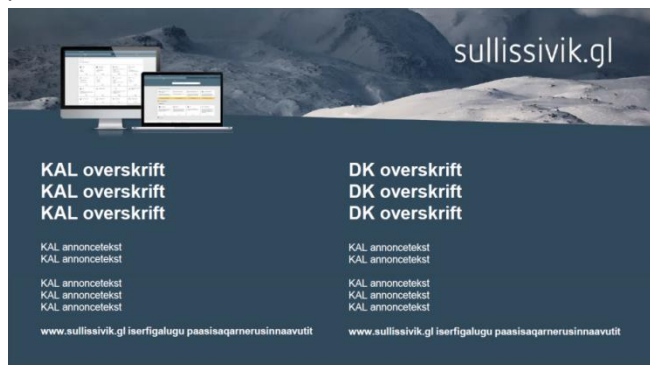 sullissivik.gl
KAL overskrift
KAL overskrift
KAL overskrift
KAL annoncetekst
KAL annoncetekst
KAL annoncetekst
KAL annoncetekst
KAL annoncetekst
www.sullissivik.gl iserfigalugu paasisaqarnerusinnaavutit
DK overskrift
DK overskrift
DK overskrift
KAL annoncetekst
KAL annoncetekst
KAL annoncetekst
KAL annoncetekst
KAL annoncetekst
www.sullissivik.gl iserfigalugu paasisaqarnerusinnaavutit